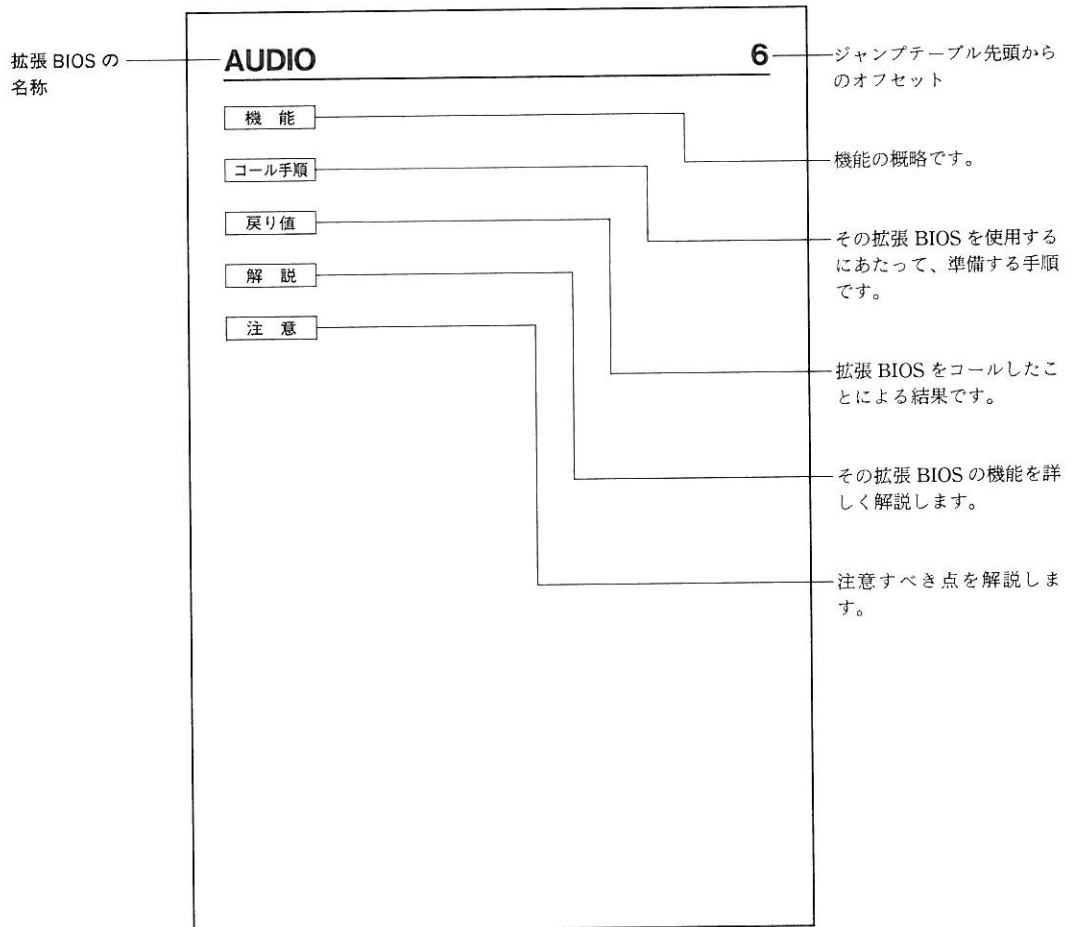 拡張 BIOS の
名称
AUDIO
6
ジャンプテーブル先頭から
のオフセット
機 能
機能の概略です。
コール手順
その拡張 BIOS を使用する
にあたって、準備する手順
です。
戻り値
拡張 BIOS をコールしたこ
とによる結果です。
解 説
その拡張 BIOS の機能を詳
しく解説します。
注 意
注意すべき点を解説しま
す。